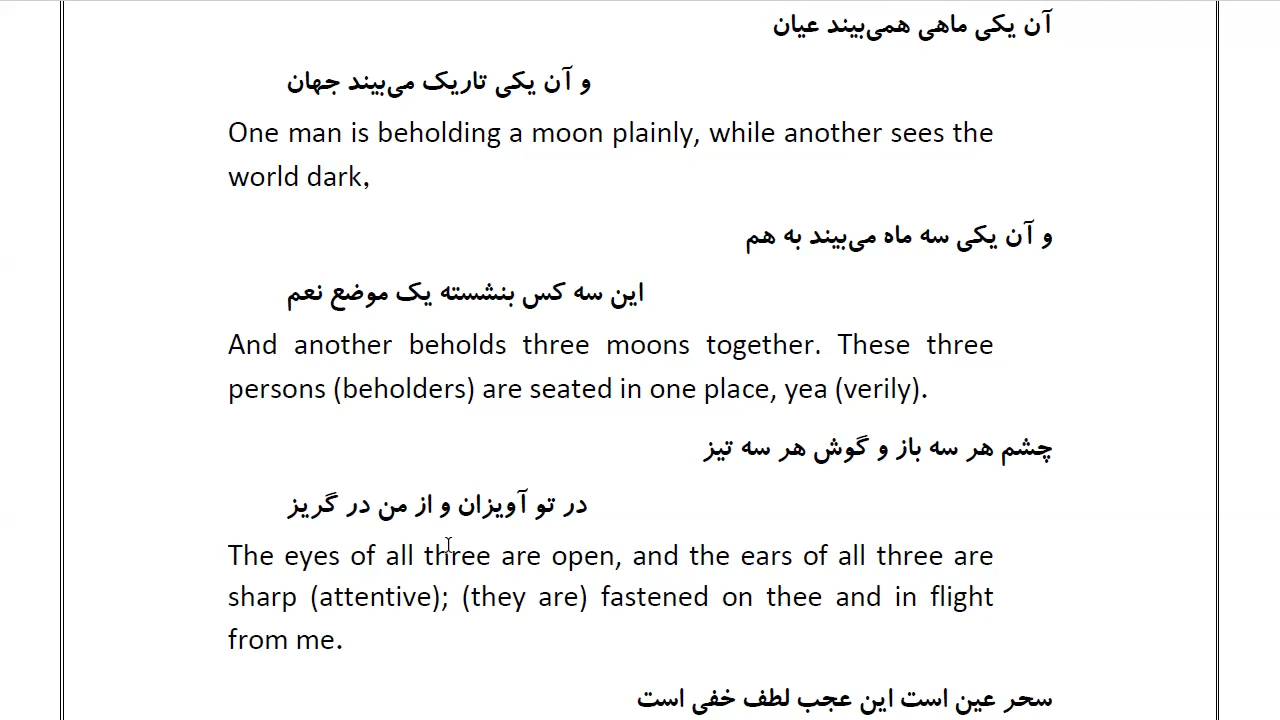 آن یکی ماهی همی‌بیند عیان
و آن یکی تاریک می‌بیند جهان
One man is beholding a moon plainly, while another sees the
world dark,
و آن یکی سه ماه می‌بیند به هم
این سه کس بنشسته یک موضع نعم
And another beholds three moons together. These three
persons (beholders) are seated in one place, yea (verily).
چشم هر سه باز و گوش هر سه تیز
در تو آویزان و از من در گریز
The eyes of all three are open, and the ears of all three are
sharp (attentive); (they are) fastened on thee and in flight
from me.
سحر عین است این عجب لطف خفی است